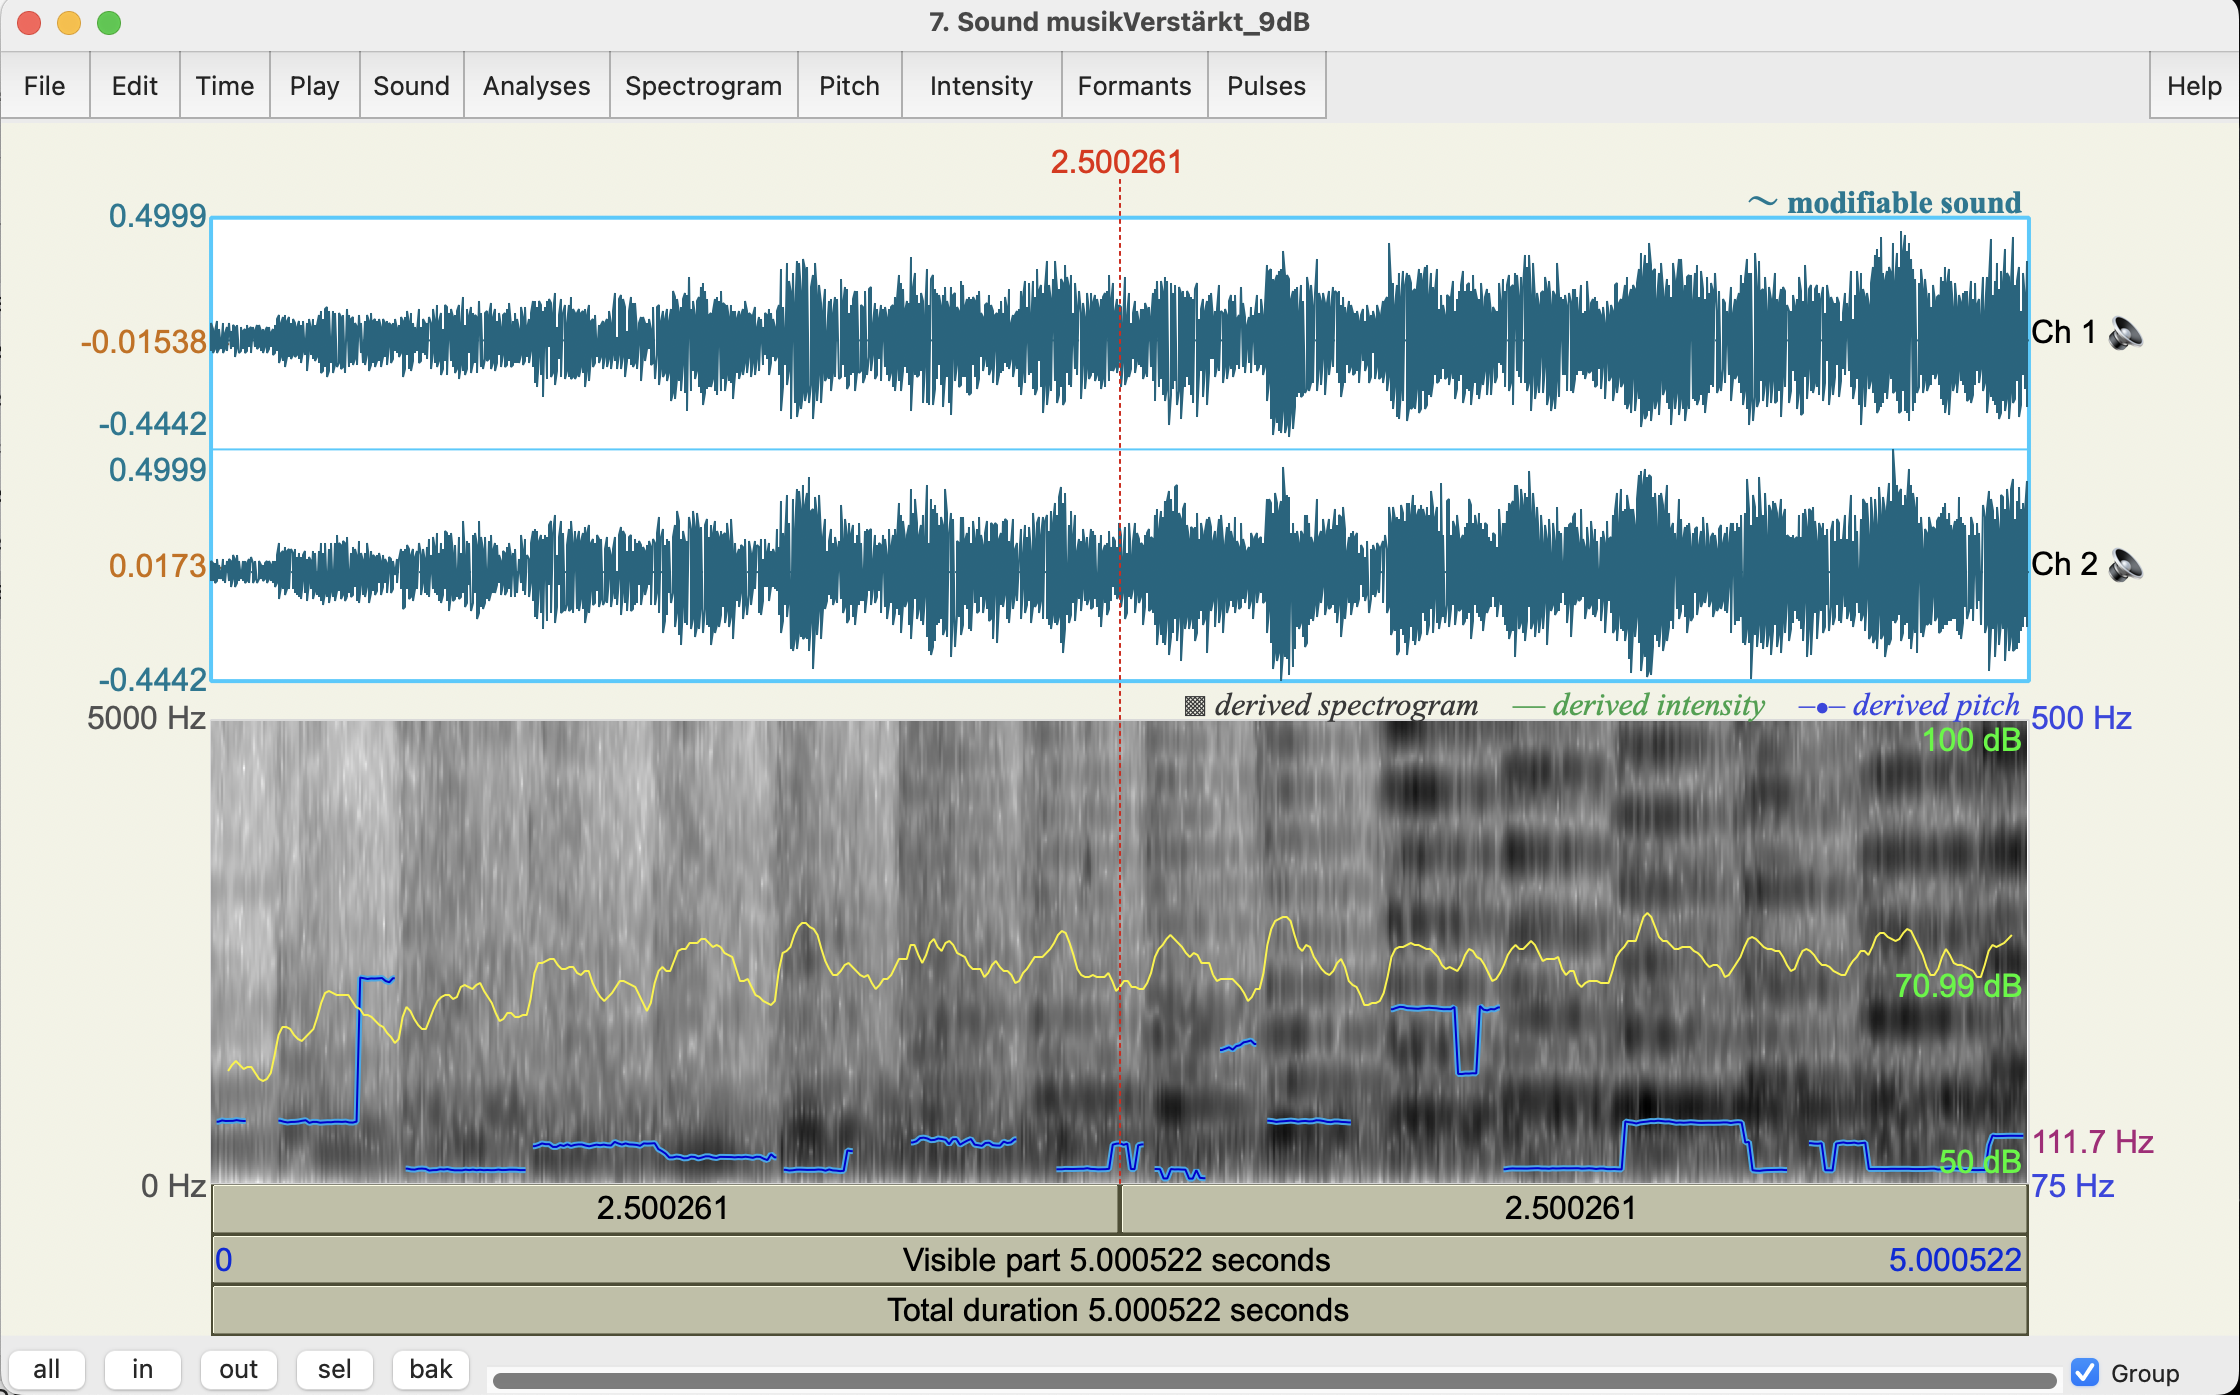 7. Sound musikVerstärkt_9dB
File Edit Time Play Sound Analyses Spectrogram Pitch Intensity Formants Pulses Help
2.500261
~ modifiable sound
0.4999
-0.01538
Ch 1
-0.4442
0.4999
0.0173
Ch 2
-0.4442
derived spectrogram derived intensity derived pitch
5000 Hz 500 Hz
100 dB
70.99 dB
111.7 Hz
50 dB
0 Hz 75 Hz
2.500261 2.500261
0 Visible part 5.000522 seconds 5.000522
Total duration 5.000522 seconds
all in out sel bak Group